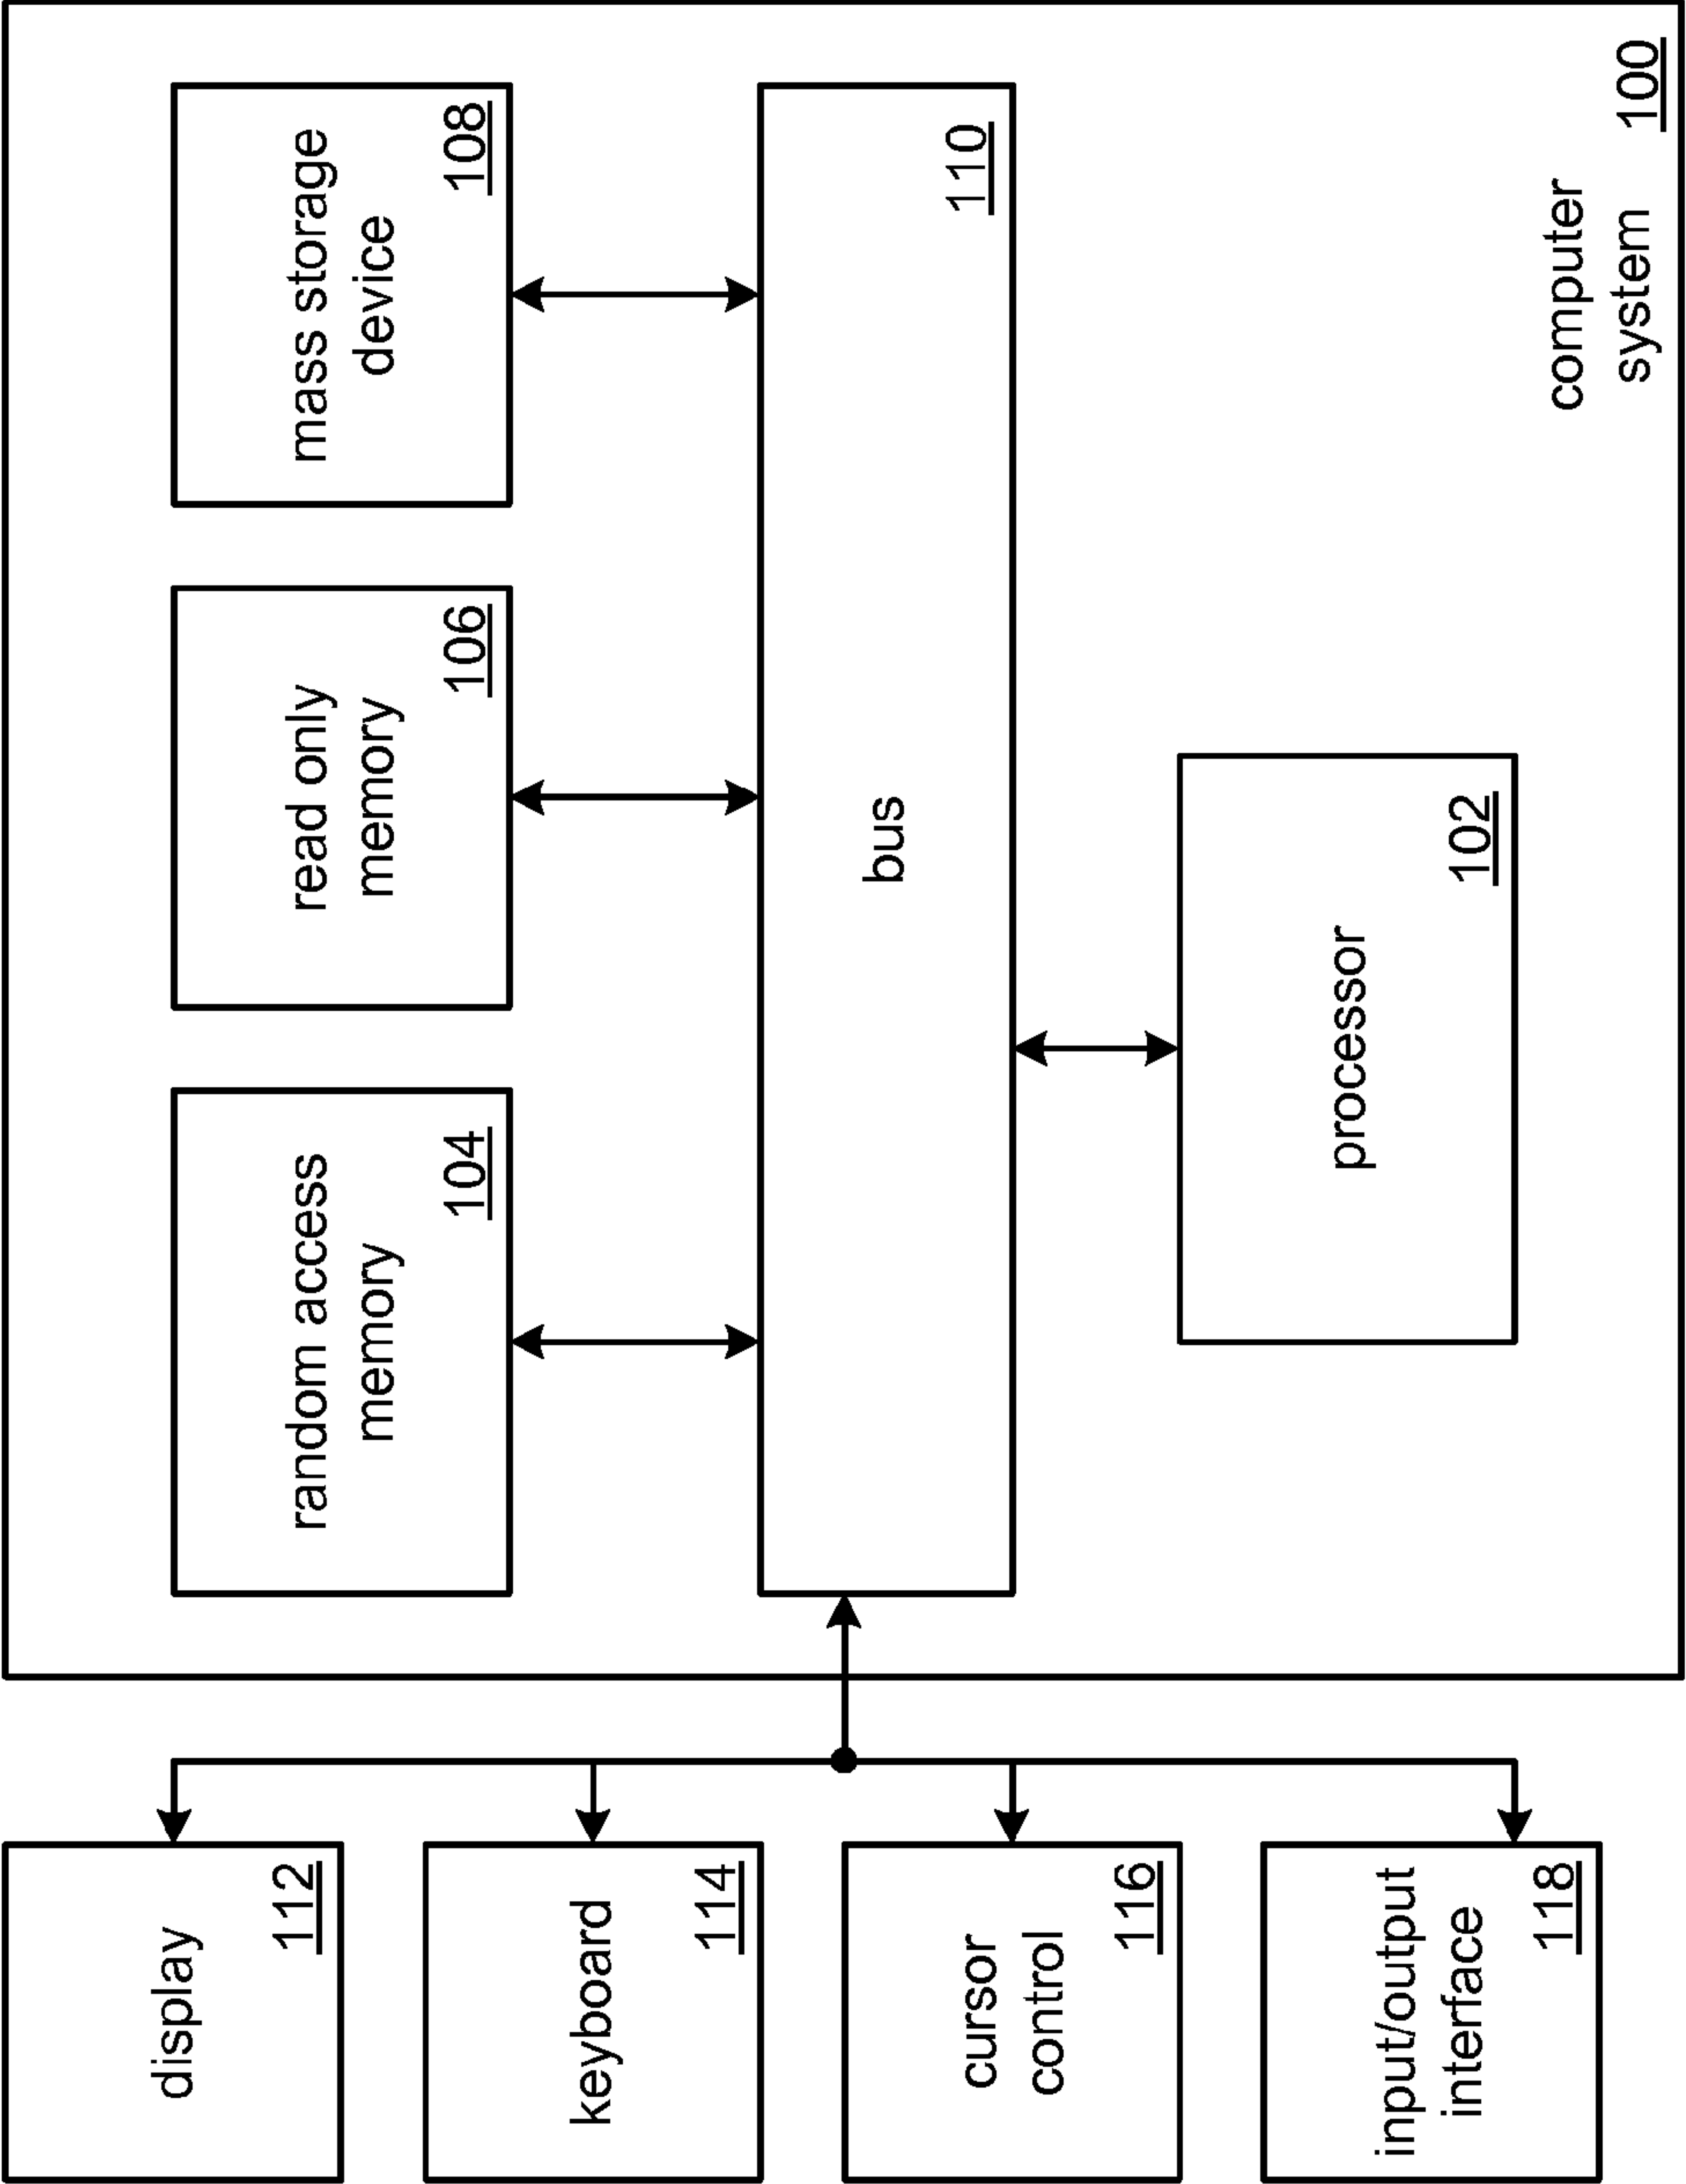 display
112
keyboard
114
cursor
control
116
input/output
interface
118
random access
memory
104
read only
memory
106
mass storage
device
108
bus
110
processor
102
computer
system 100